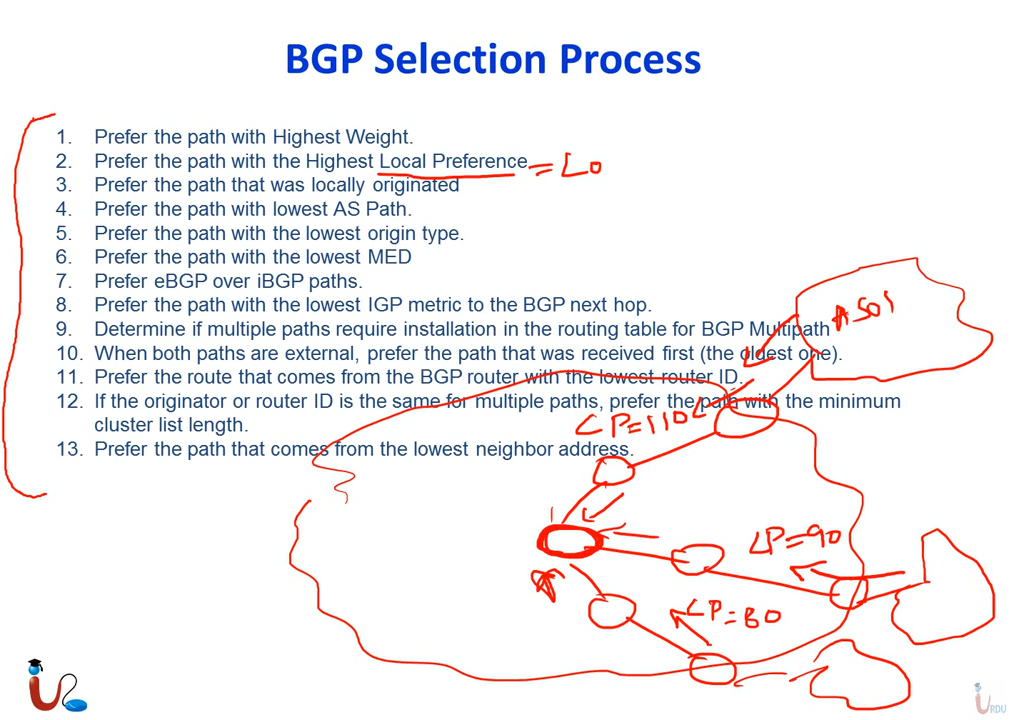 BGP Selection Process
1. Prefer the path with Highest Weight.
2. Prefer the path with the Highest Local Preference = LO
3. Prefer the path that was locally originated
4. Prefer the path with lowest AS Path.
5. Prefer the path with the lowest origin type.
6. Prefer the path with the lowest MED
7. Prefer eBGP over iBGP paths.
8. Prefer the path with the lowest IGP metric to the BGP next hop.
9. Determine if multiple paths require installation in the routing table for BGP Multipath
10. When both paths are external, prefer the path that was received first (the oldest one).
11. Prefer the route that comes from the BGP router with the lowest router ID.
12. If the originator or router ID is the same for multiple paths, prefer the path with the minimum
cluster list length.
13. Prefer the path that comes from the lowest neighbor address.
LP=110
LP=90
LP=80
RDU